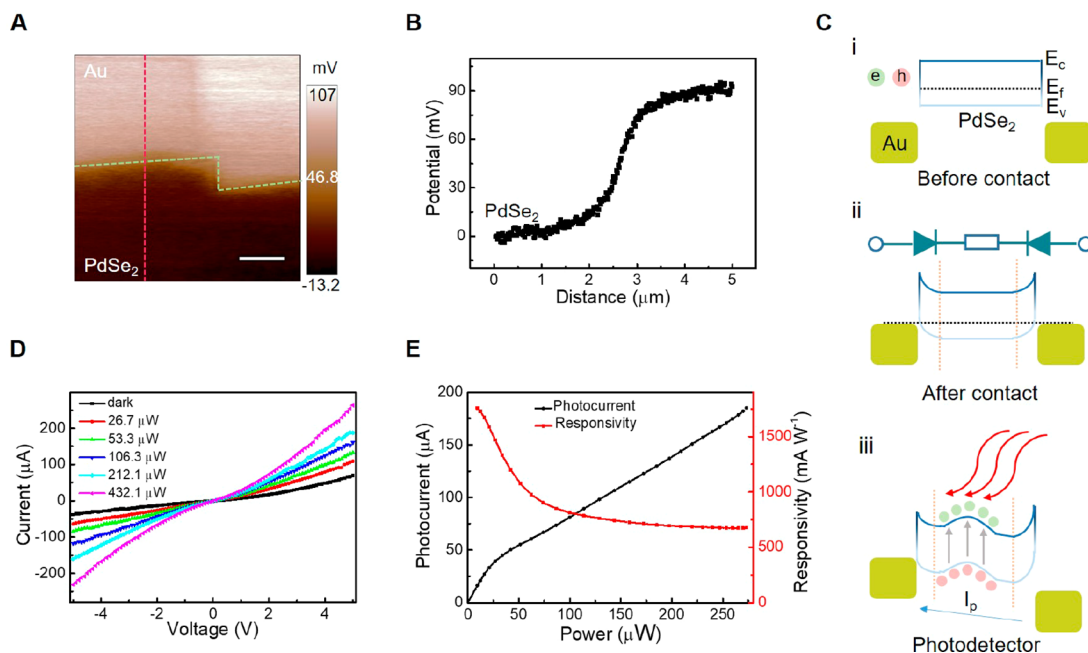 A
Au
PdSe2
mV
107
46.8
-13.2
B
Potential (mV)
90
60
30
0
PdSe2
0 1 2 3 4 5
Distance (μm)
C
i
e h
Ec
Ef
Ev
PdSe2
Au
Before contact
ii
After contact
iii
Ip
Photodetector
D
Current (μA)
200
100
0
-100
-200
dark
26.7 μW
53.3 μW
106.3 μW
212.1 μW
432.1 μW
-4 -2 0 2 4
Voltage (V)
E
Photocurrent (μA)
200
150
100
50
0
Photocurrent
Responsivity
0 50 100 150 200 250
Power (μW)
1500
1000
500
0